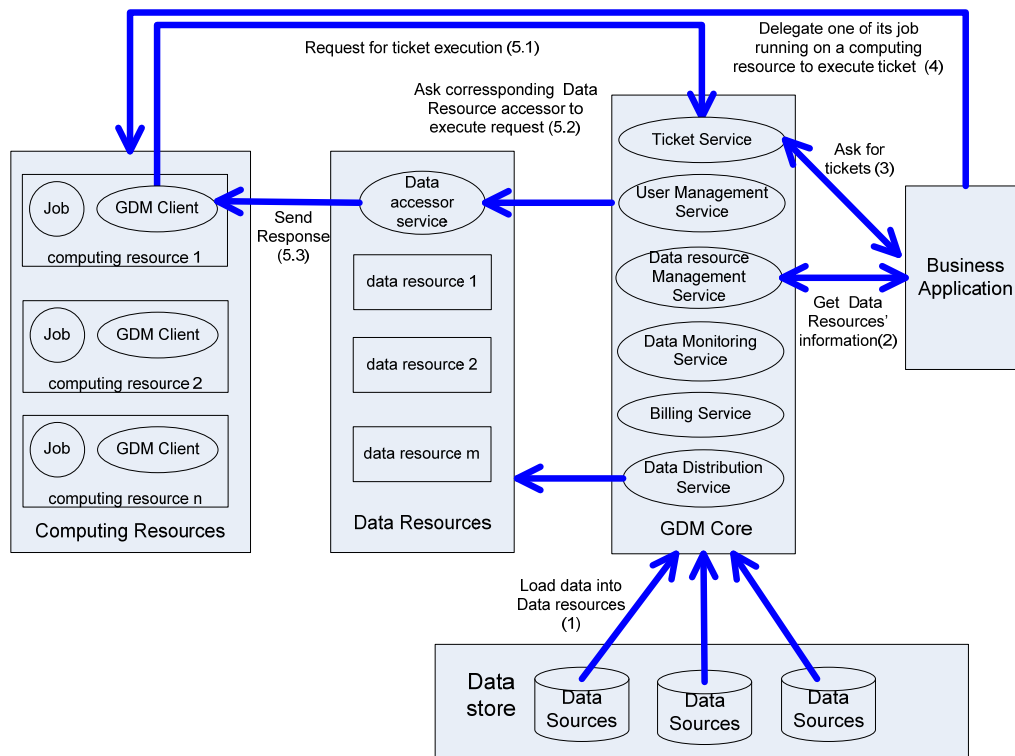 Request for ticket execution (5.1)
Delegate one of its job
running on a computing
resource to execute ticket (4)
Ask corressponding Data
Resource accessor to
execute request (5.2)
Ask for
tickets (3)
Send
Response
(5.3)
Get Data
Resources'
information(2)
Job
GDM Client
computing resource 1
Job
GDM Client
computing resource 2
Job
GDM Client
computing resource n
Computing Resources
Data
accessor
service
data resource 1
data resource 2
data resource m
Data Resources
Ticket Service
User Management
Service
Data resource
Management
Service
Data Monitoring
Service
Billing Service
Data Distribution
Service
GDM Core
Business
Application
Load data into
Data resources
(1)
Data
store
Data
Sources
Data
Sources
Data
Sources